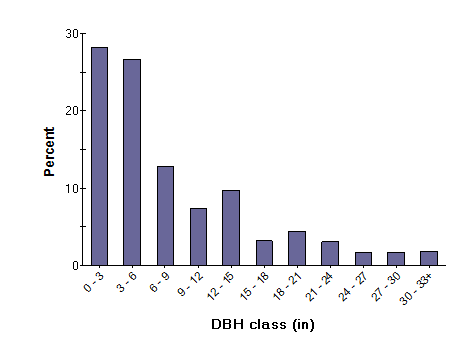 30
20
10
0
Percent
0 - 3
3 - 6
6 - 9
9 - 12
12 - 15
15 - 18
18 - 21
21 - 24
24 - 27
27 - 30
30 - 33+
DBH class (in)